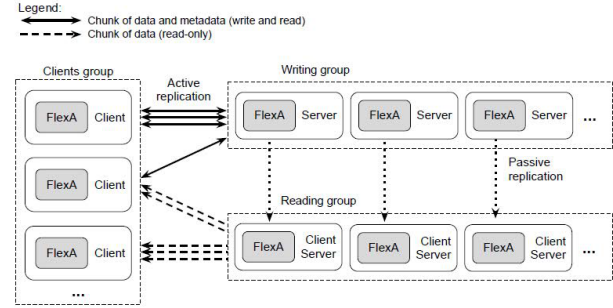 Legend:
Chunk of data and metadata (write and read)
Chunk of data (read-only)
Clients group
Active
replication
Writing group
FlexA Client
FlexA Server
FlexA Server
FlexA Server
...
FlexA Client
Passive
replication
Reading group
FlexA Client
FlexA Client
Server
FlexA Client
Server
FlexA Client
Server
...
...